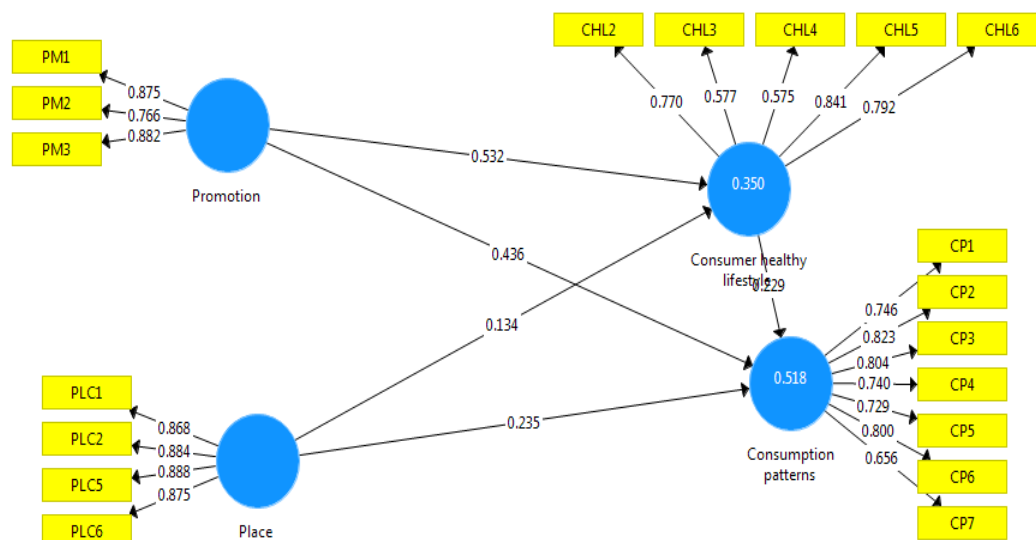 CHL2
CHL3
CHL4
CHL5
CHL6
PM1
PM2
PM3
0.875
0.766
0.882
Promotion
0.770
0.577
0.575
0.841
0.792
0.532
0.350
Consumer healthy
lifestyle
0.436
0.229
0.134
0.235
PLC1
PLC2
PLC5
PLC6
0.868
0.884
0.888
0.875
Place
0.518
Consumption
patterns
0.746
0.823
0.804
0.740
0.729
0.800
0.656
CP1
CP2
CP3
CP4
CP5
CP6
CP7